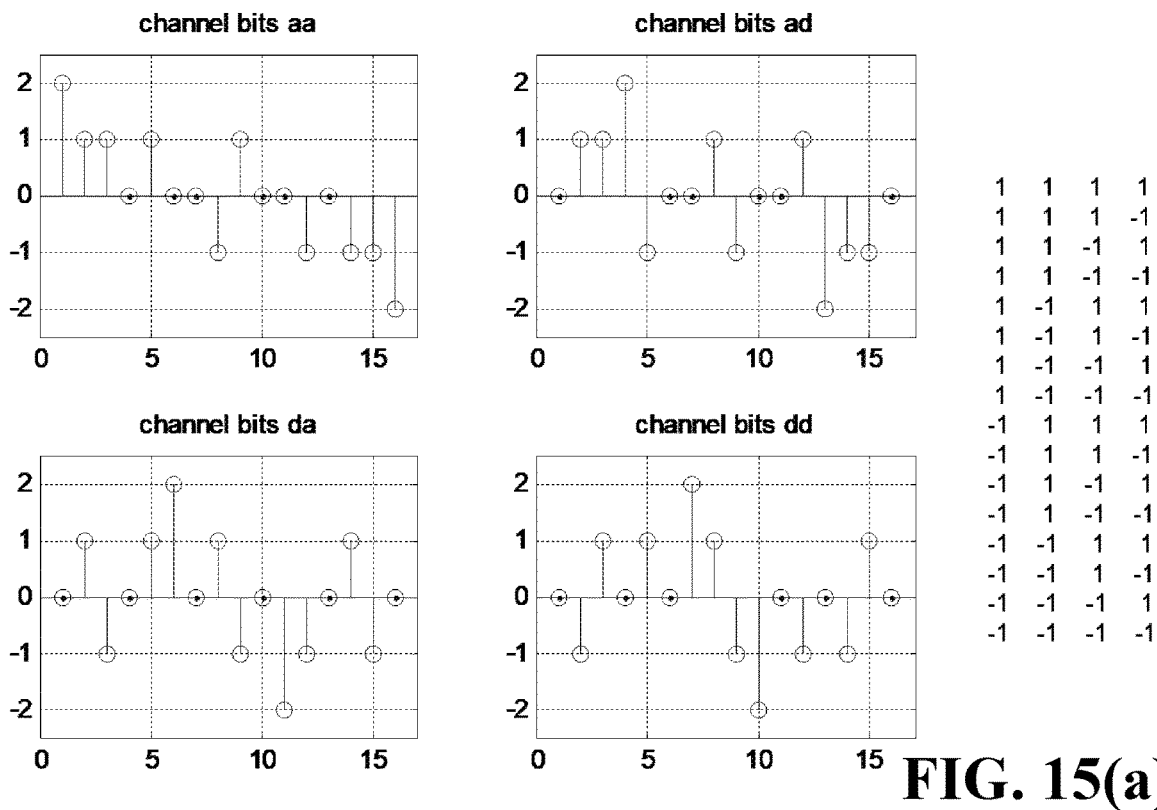 channel bits aa
2
1
0
-1
-2
0 5 10 15
channel bits ad
2
1
0
-1
-2
0 5 10 15
channel bits da
2
1
0
-1
-2
0 5 10 15
channel bits dd
2
1
0
-1
-2
0 5 10 15
1 1 1 1
1 1 1 -1
1 1 -1 1
1 1 -1 -1
1 -1 1 1
1 -1 1 -1
1 -1 -1 1
1 -1 -1 -1
-1 1 1 1
-1 1 1 -1
-1 1 -1 1
-1 1 -1 -1
-1 -1 1 1
-1 -1 1 -1
-1 -1 -1 1
-1 -1 -1 -1
FIG. 15(a)